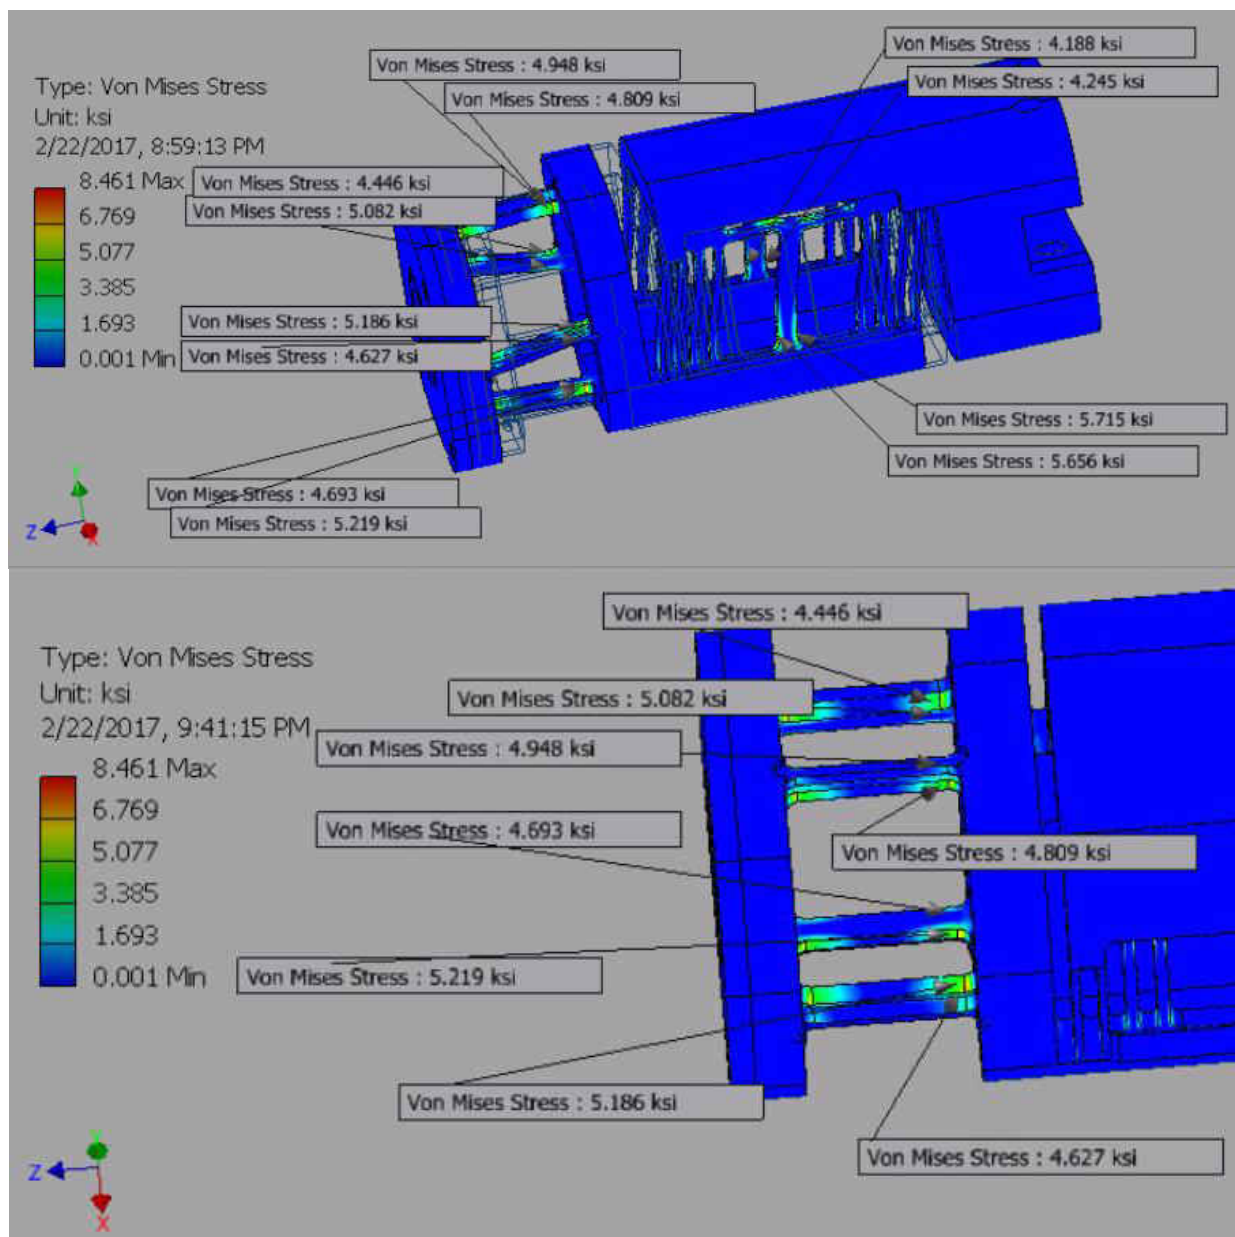 Von Mises Stress : 4.188 ksi
Von Mises Stress : 4.948 ksi
Type: Von Mises Stress
Von Mises Stress : 4.245 ksi
Von Mises Stress : 4.809 ksi
Unit: ksi
2/22/2017, 8:59:13 PM
8.461 Max
Von Mises Stress : 4.446 ksi
6.769
Von Mises Stress : 5.082 ksi
5.077
3.385
1.693
Von Mises Stress : 5.186 ksi
0.001 Min
Von Mises Stress : 4.627 ksi
Von Mises Stress : 5.715 ksi
Von Mises Stress : 5.656 ksi
Von Mises Stress : 4.693 ksi
Von Mises Stress : 5.219 ksi
Y
Z
X
Von Mises Stress : 4.446 ksi
Type: Von Mises Stress
Unit: ksi
Von Mises Stress : 5.082 ksi
2/22/2017, 9:41:15 PM
Von Mises Stress : 4.948 ksi
8.461 Max
6.769
Von Mises Stress : 4.693 ksi
5.077
Von Mises Stress : 4.809 ksi
3.385
1.693
0.001 Min
Von Mises Stress : 5.219 ksi
Von Mises Stress : 5.186 ksi
Von Mises Stress : 4.627 ksi
Y
Z
X